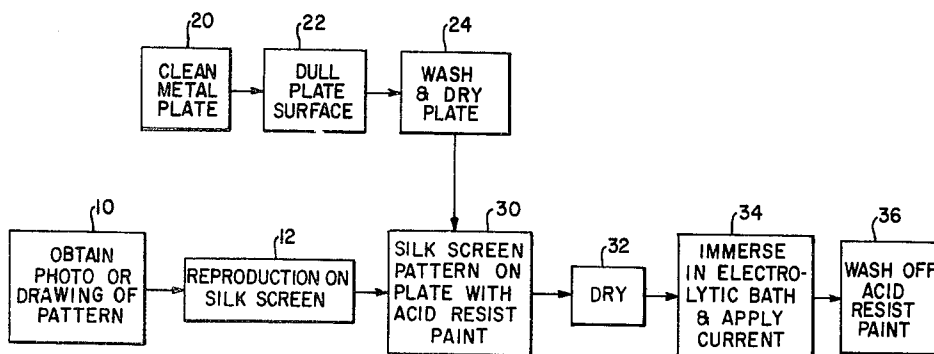 20
CLEAN
METAL
PLATE
22
DULL
PLATE
SURFACE
24
WASH
& DRY
PLATE
10
OBTAIN
PHOTO OR
DRAWING OF
PATTERN
12
REPRODUCTION ON
SILK SCREEN
30
SILK SCREEN
PATTERN ON
PLATE WITH
ACID RESIST
PAINT
32
DRY
34
IMMERSE
IN ELECTRO-
LYTIC BATH
& APPLY
CURRENT
36
WASH OFF
ACID
RESIST
PAINT